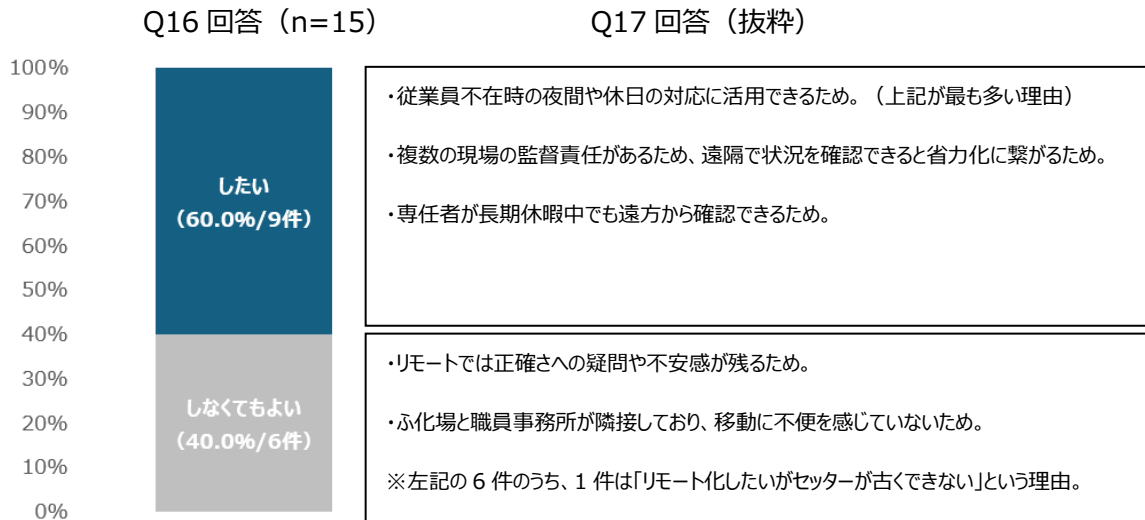 Q16 回答（n=15）
Q17 回答（抜粋）
100%
90%
80%
70%
60%
50%
40%
30%
20%
10%
0%
したい
（60.0%/9件）
しなくてもよい
（40.0%/6件）
・従業員不在時の夜間や休日の対応に活用できるため。（上記が最も多い理由）
・複数の現場の監督責任があるため、遠隔で状況を確認できると省力化に繋がるため。
・専任者が長期休暇中でも遠方から確認できるため。
・リモートでは正確さへの疑問や不安感が残るため。
・ふ化場と職員事務所が隣接しており、移動に不便を感じていないため。
※左記の 6 件のうち、1 件は「リモート化したいがセッターが古くできない」という理由。